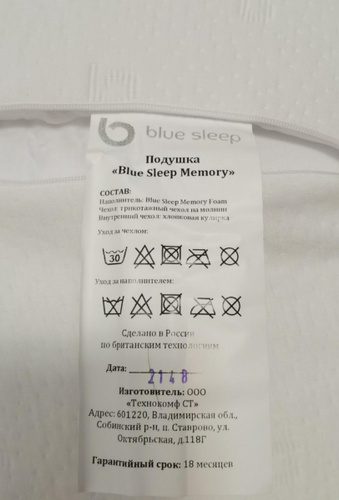 blue sleep
Подушка
«Blue Sleep Memory»
СОСТАВ:
Наполнитель: Blue Sleep Memory Foam
Чехол: трикотажный чехол на молнии
Внутренний чехол: хлопковая кулирка
Уход за чехлом:
30
Уход за наполнителем:
Сделано в России
по британским технологиям
Дата: 2148
Изготовитель: ООО
«Технокомф СТ»
Адрес: 601220, Владимирская обл.,
Собинский р-н, п. Ставрово, ул.
Октябрьская, д.118Г
Гарантийный срок: 18 месяцев